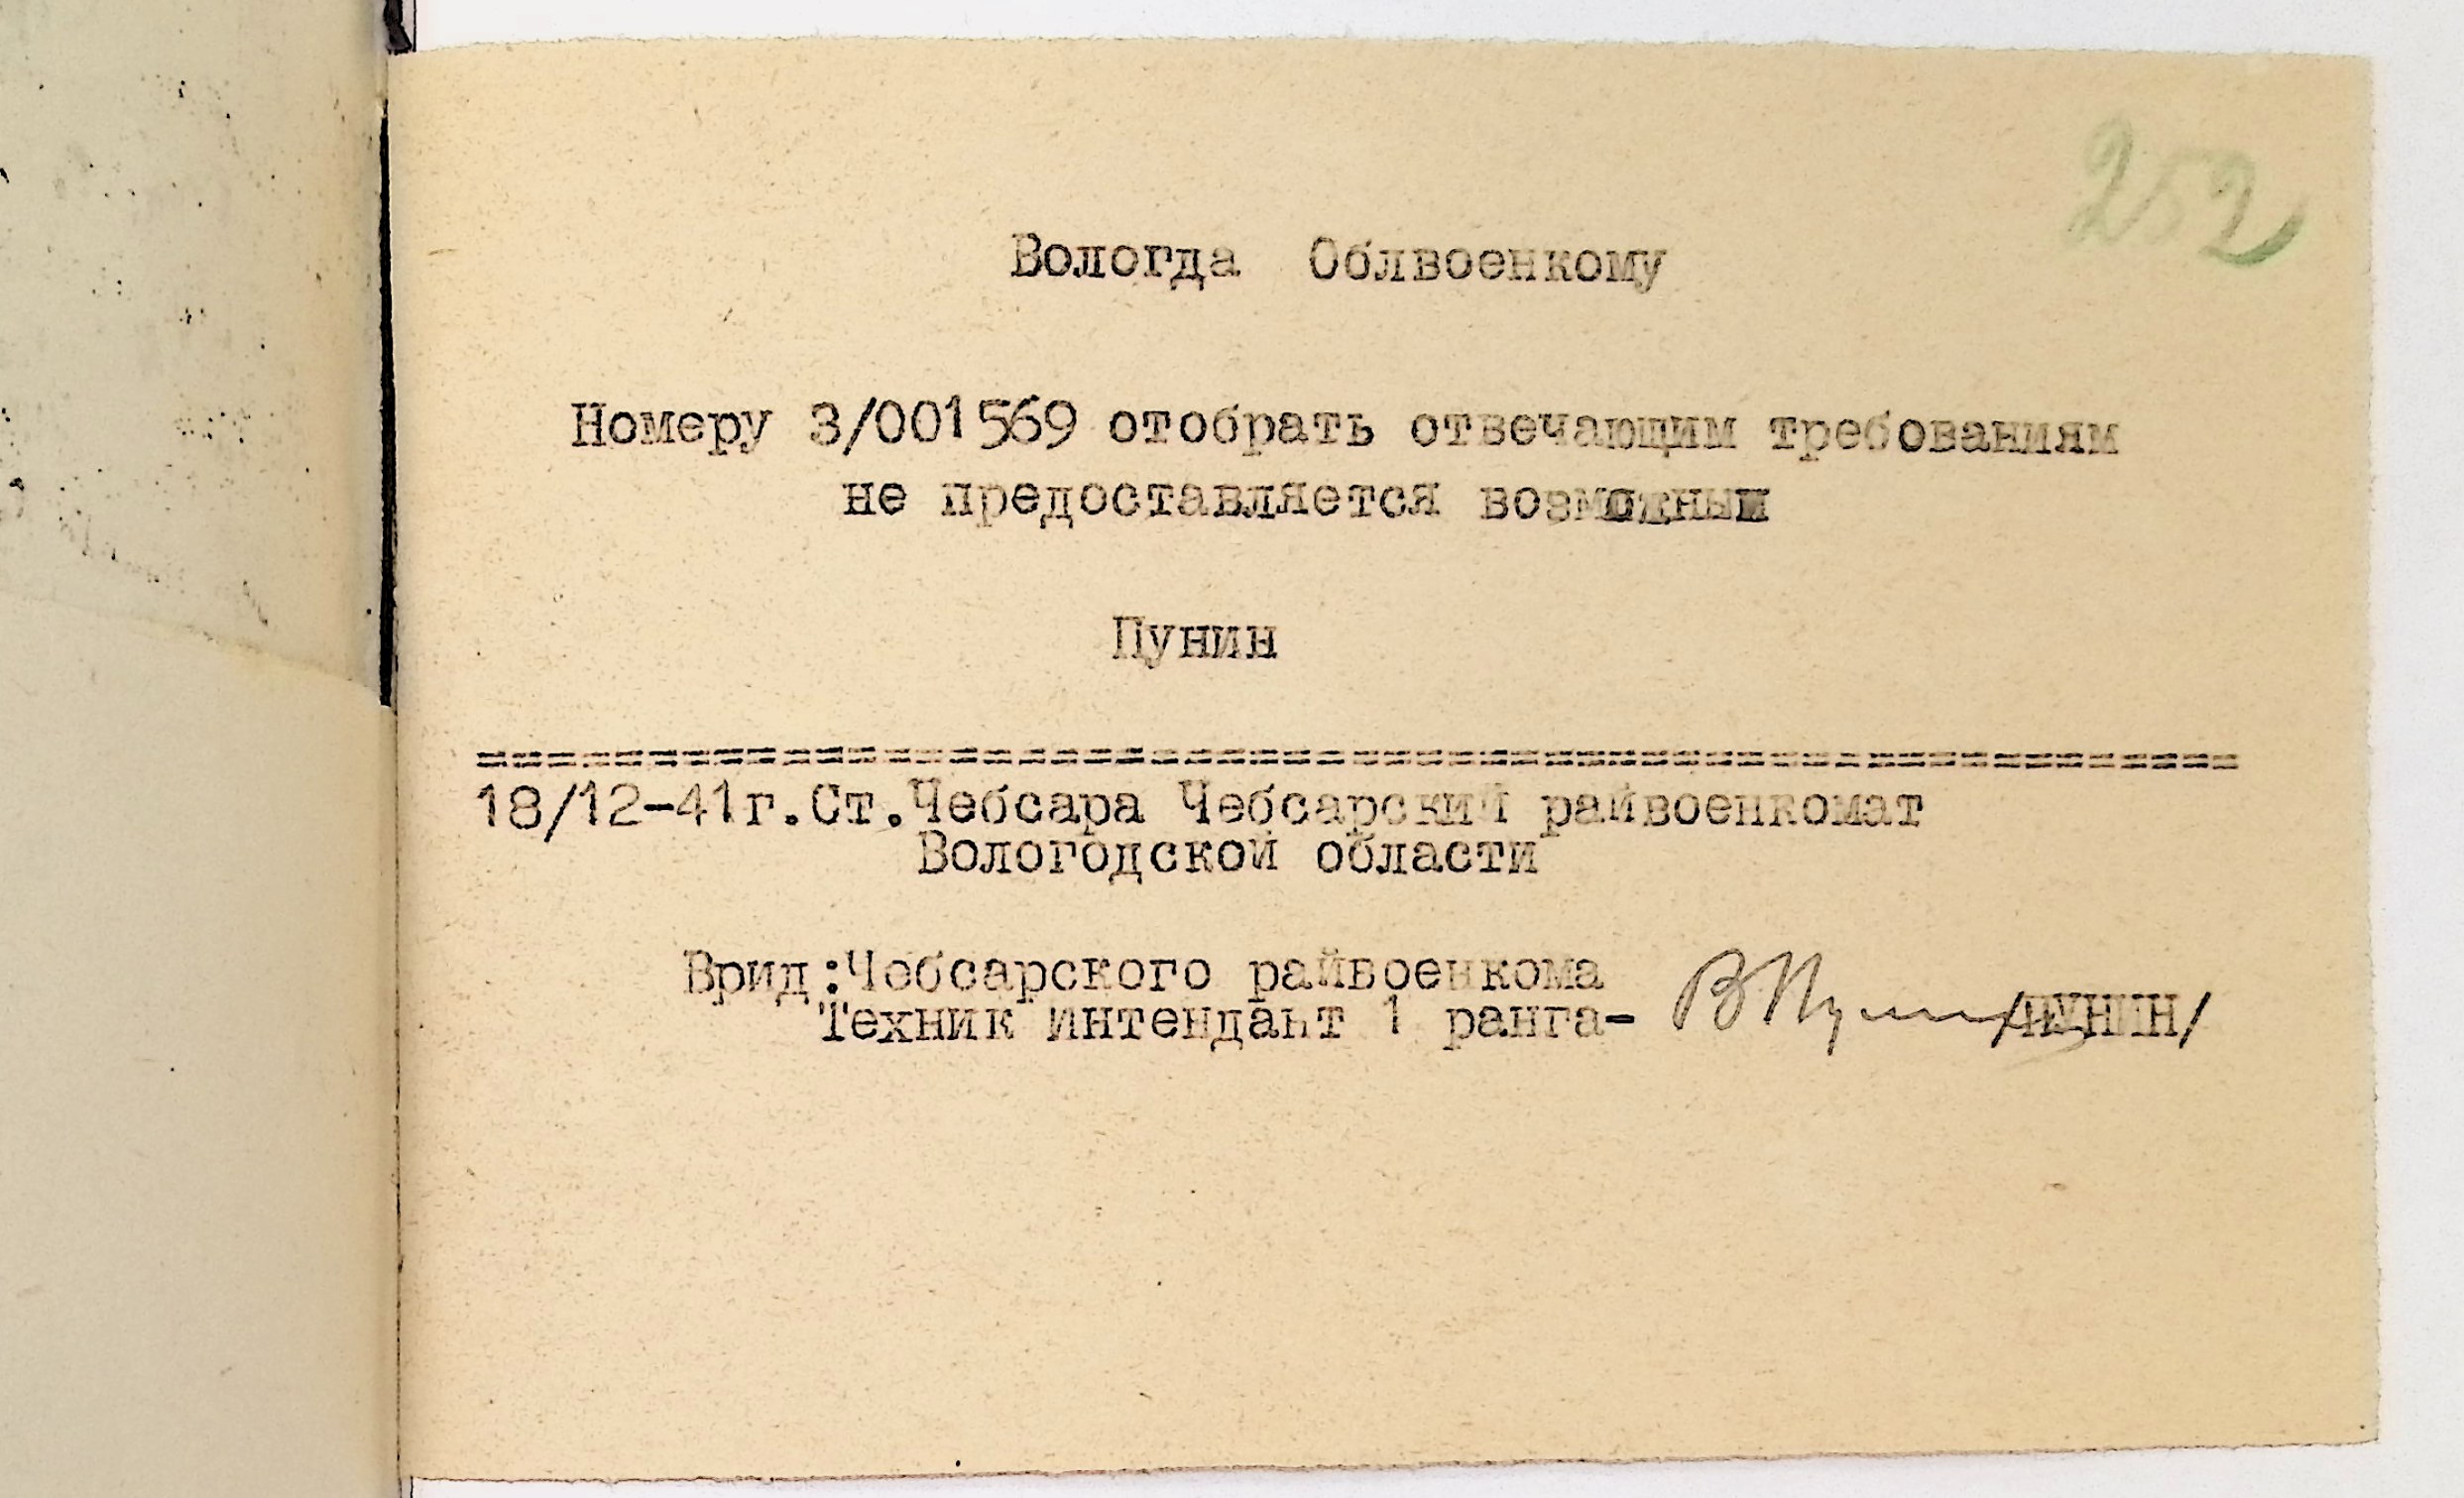 252
Вологда Облвоенкому
Номеру 3/001569 отобрать отвечающим требованиям
не предоставляется возможным
Пунин
=====================================================
18/12-41г.Ст.Чебсара Чебсарский райвоенкомат
Вологодской области
Врид:Чебсарского райвоенкома
Техник интендант 1 ранга- ВПунин /ПУНИН/